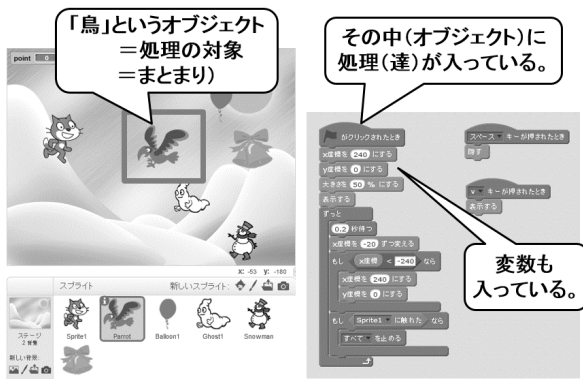 「鳥」というオブジェクト
＝処理の対象
＝まとまり）
point 0
x: -53 y: -180
スプライト
新しいスプライト:
ステージ
2 背景
新しい背景:
Sprite1
Parrot
Balloon1
Ghost1
Snowman
その中（オブジェクト）に
処理（達）が入っている。
がクリックされたとき
x座標を 240 にする
y座標を 0 にする
大きさを 50 % にする
表示する
ずっと
0.2 秒待つ
x座標を -20 ずつ変える
もし x座標 < -240 なら
x座標を 240 にする
y座標を 0 にする
もし Sprite1 に触れた なら
すべて を止める
スペース キーが押されたとき
隠す
v キーが押されたとき
表示する
変数も
入っている。